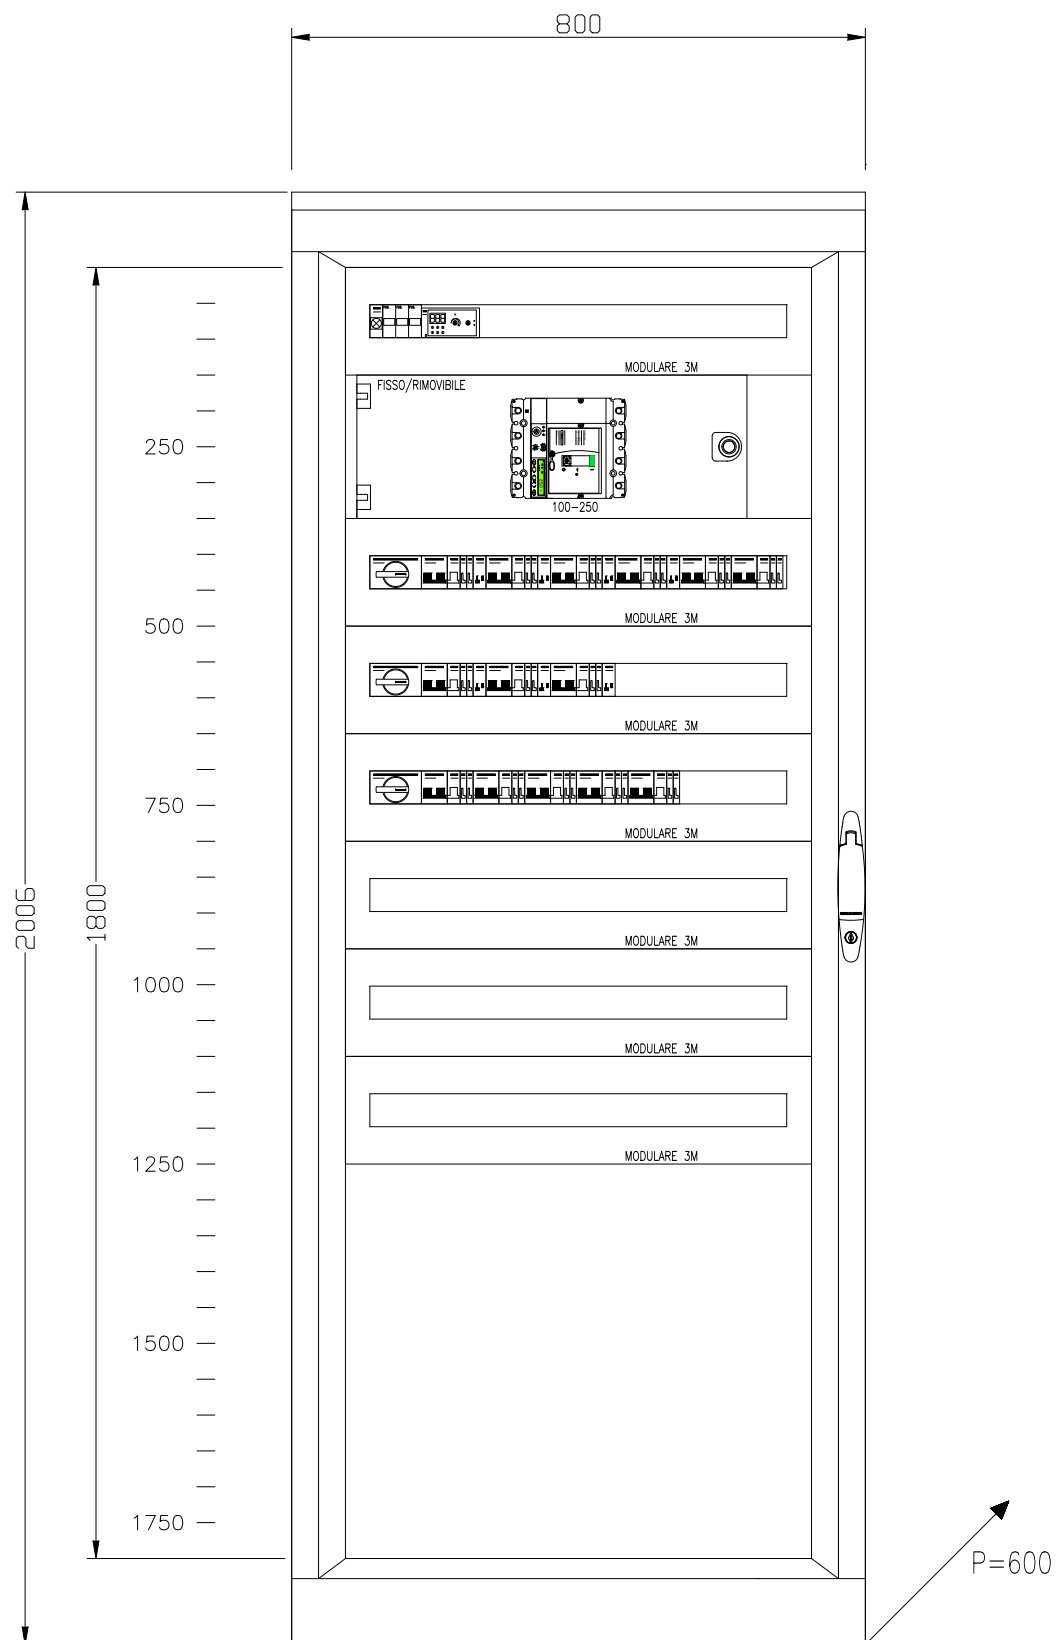 800
MODULARE 3M
FISSO/RIMOVIBILE
250
100-250
500
MODULARE 3M
MODULARE 3M
750
MODULARE 3M
2006
1800
MODULARE 3M
1000
MODULARE 3M
1250
MODULARE 3M
1500
1750
P=600